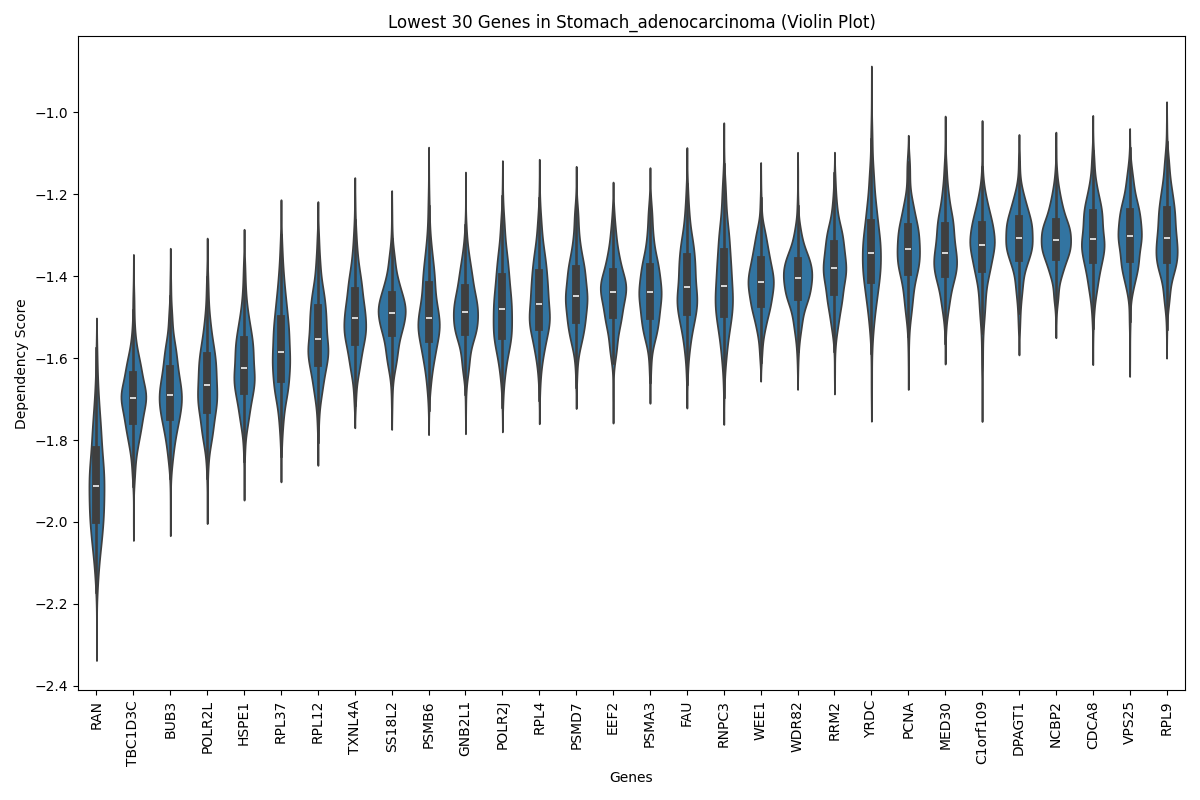 Lowest 30 Genes in Stomach_adenocarcinoma (Violin Plot)
Dependency Score
−1.0
−1.2
−1.4
−1.6
−1.8
−2.0
−2.2
−2.4
RAN
TBC1D3C
BUB3
POLR2L
HSPE1
RPL37
RPL12
TXNL4A
SS18L2
PSMB6
GNB2L1
POLR2J
RPL4
PSMD7
EEF2
PSMA3
FAU
RNPC3
WEE1
WDR82
RRM2
YRDC
PCNA
MED30
C1orf109
DPAGT1
NCBP2
CDCA8
VPS25
RPL9
Genes